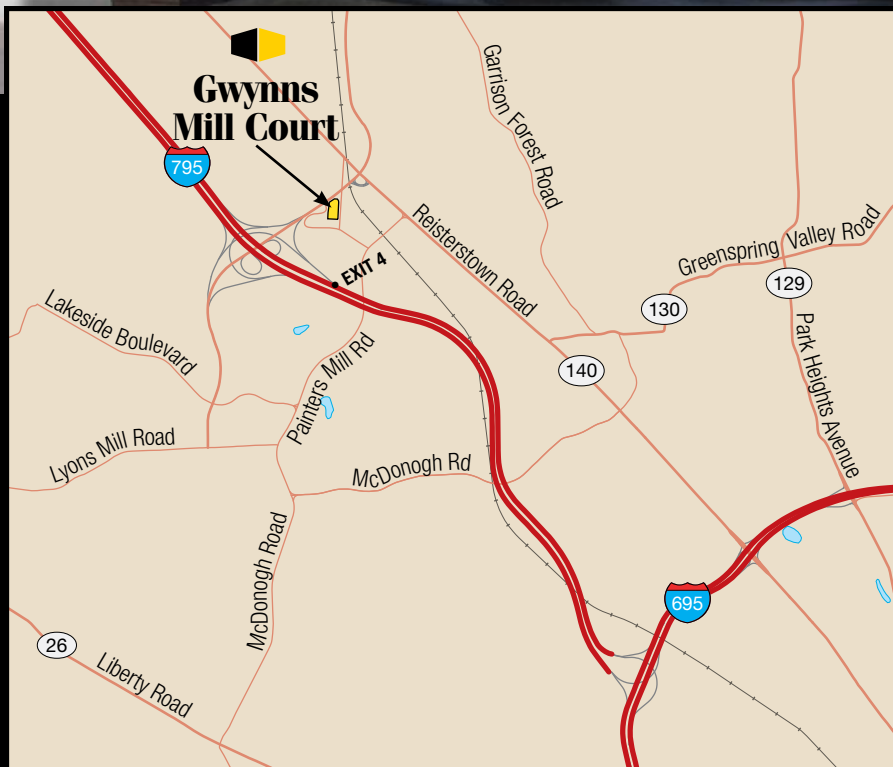 Gwynns
Mill Court
795
EXIT 4
Garrison Forest Road
Reisterstown Road
Greenspring Valley Road
130
129
140
Park Heights Avenue
Lakeside Boulevard
Painters Mill Rd
Lyons Mill Road
McDonogh Rd
McDonogh Road
695
26
Liberty Road